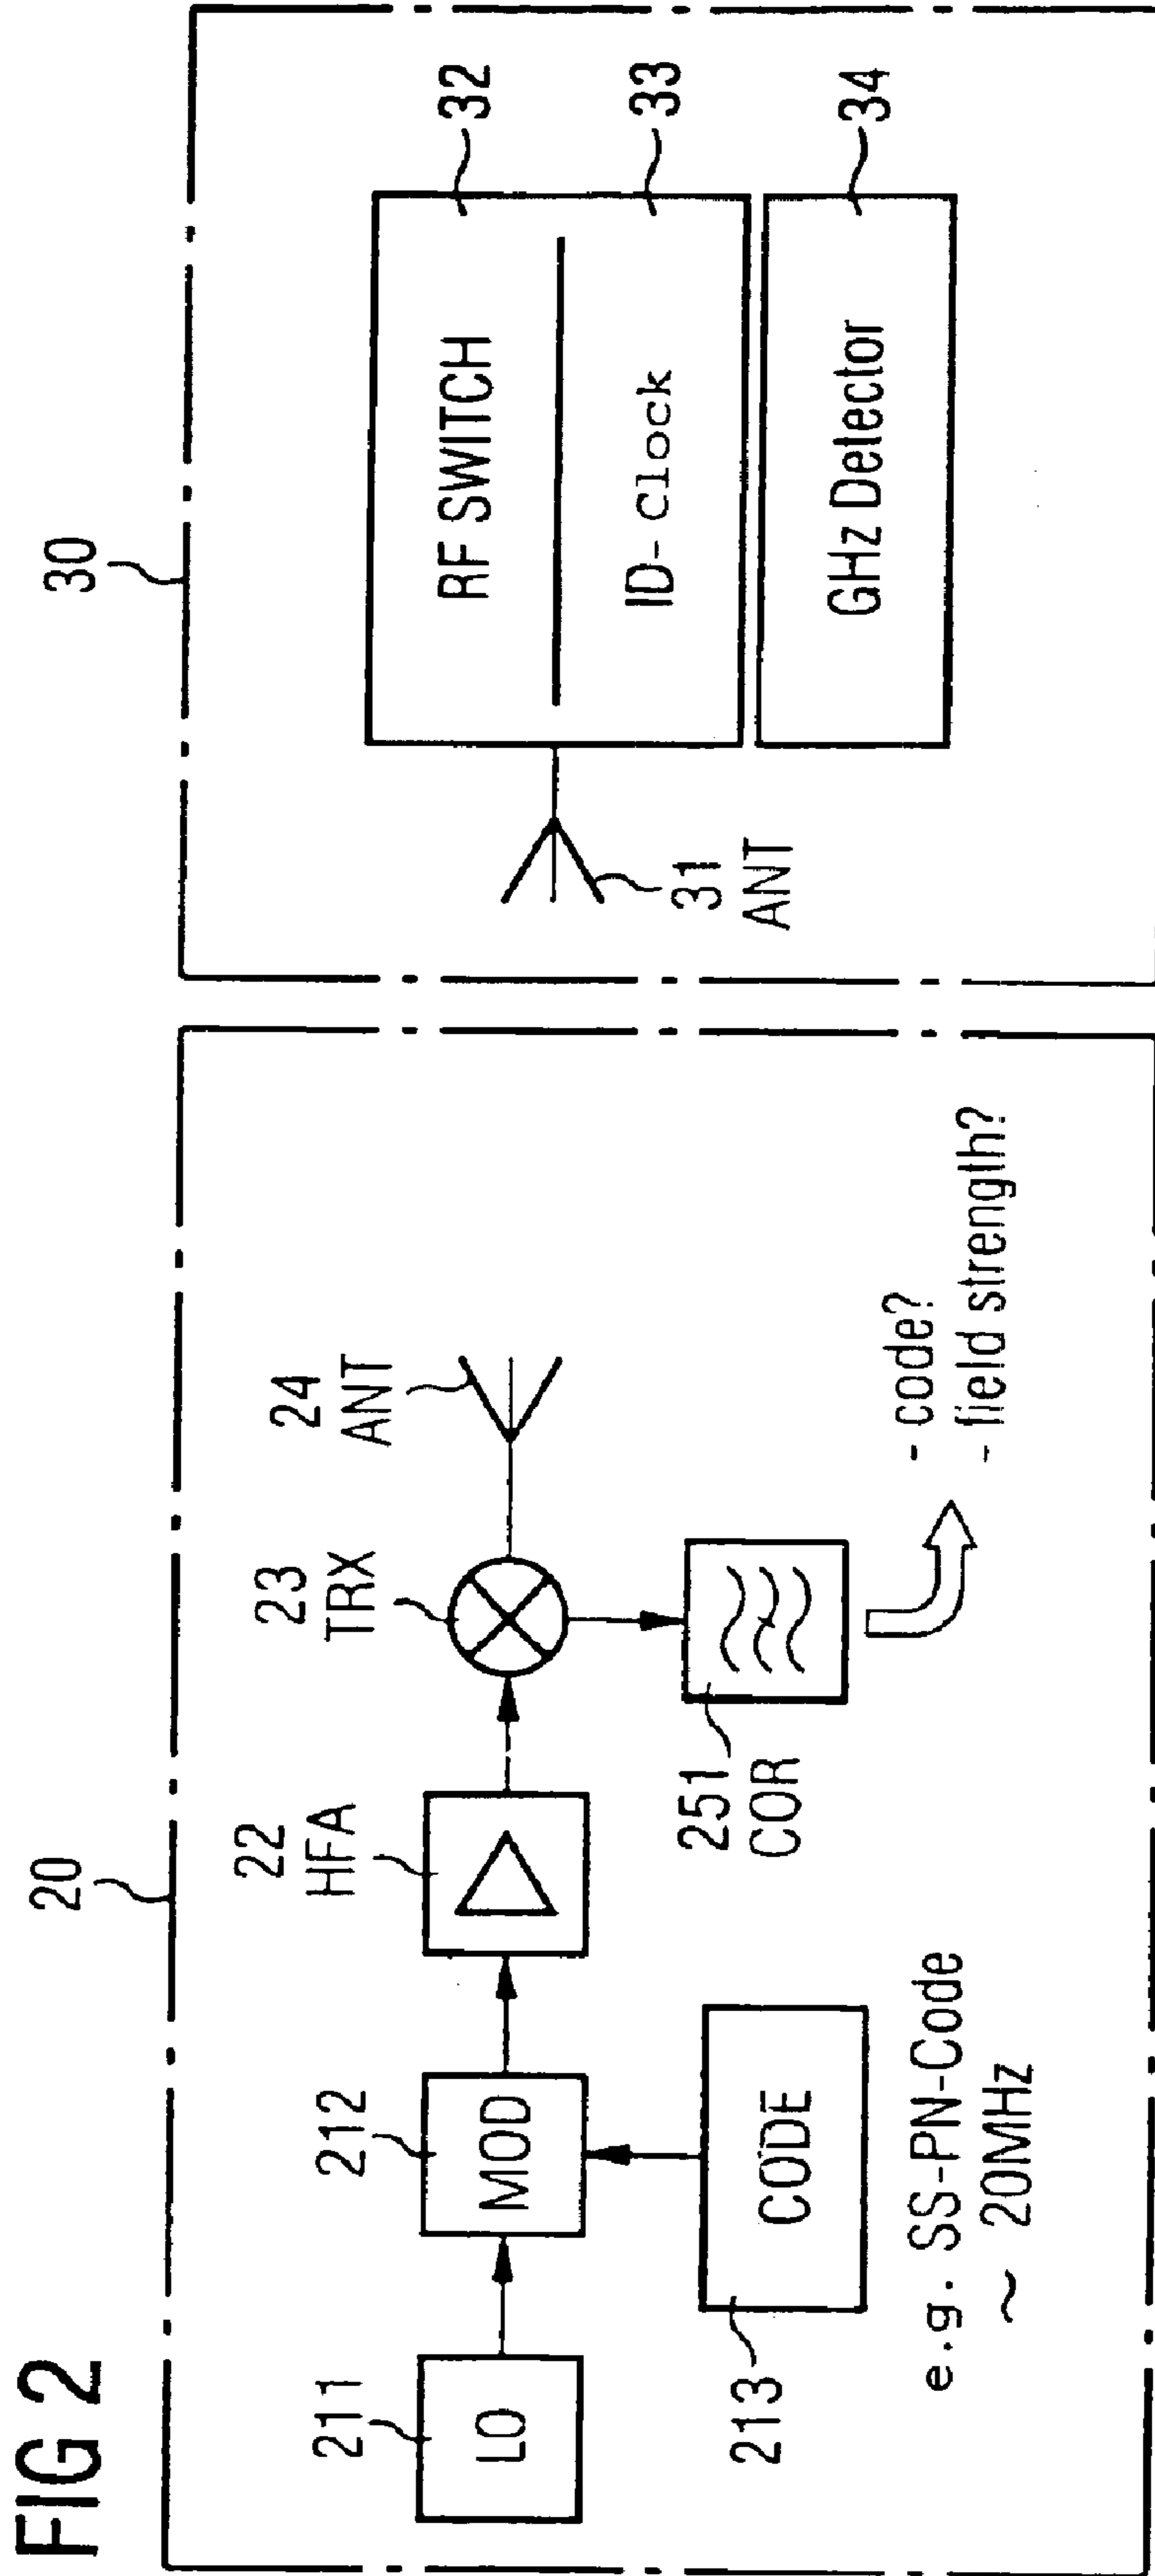 FIG 2
20
30
211
LO
212
MOD
22
HFA
23
TRX
24
ANT
213
CODE
e.g. SS-PN-Code
~ 20MHz
251
COR
- code?
- field strength?
31
ANT
RF SWITCH
32
ID- Clock
33
GHz Detector
34